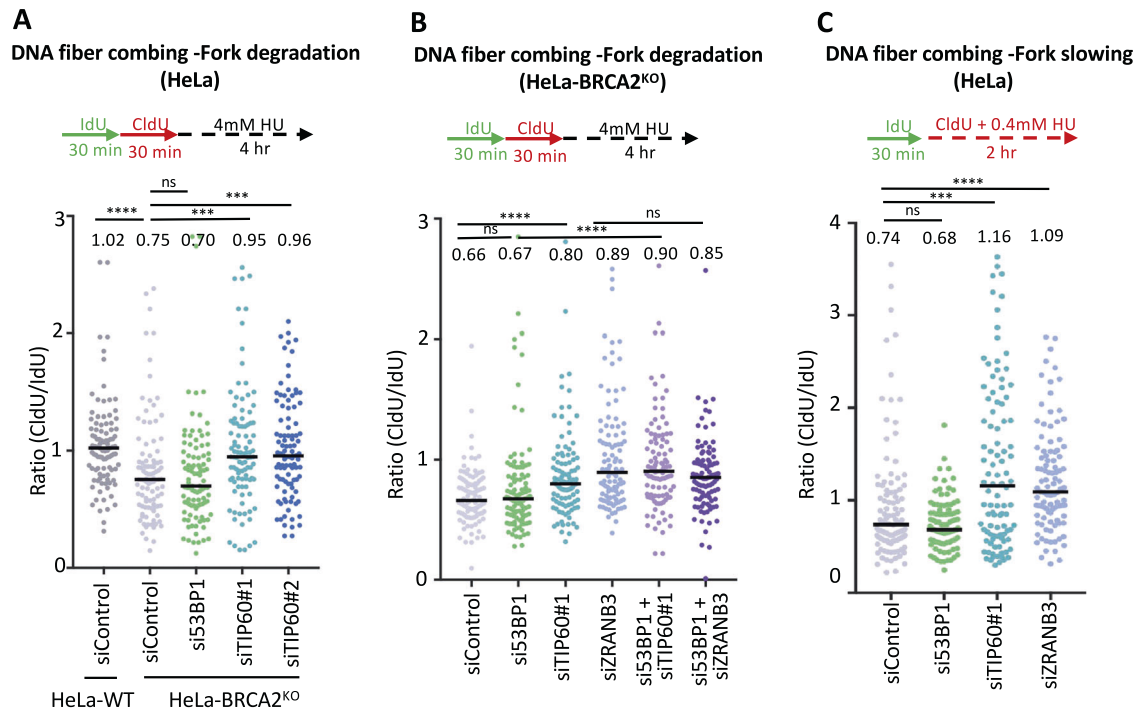 A
DNA fiber combing -Fork degradation
(HeLa)
IdU
CldU
4mM HU
30 min
30 min
4 hr
ns
****
***
***
1.02
0.75
0.70
0.95
0.96
3
2
1
0
Ratio (CldU/IdU)
siControl
siControl
si53BP1
siTIP60#1
siTIP60#2
HeLa-WT
HeLa-BRCA2KO
B
DNA fiber combing -Fork degradation
(HeLa-BRCA2KO)
IdU
CldU
4mM HU
30 min
30 min
4 hr
****
ns
ns
****
0.66
0.67
0.80
0.89
0.90
0.85
3
2
1
0
Ratio (CldU/IdU)
siControl
si53BP1
siTIP60#1
siZRANB3
si53BP1 +
siTIP60#1
si53BP1 +
siZRANB3
C
DNA fiber combing -Fork slowing
(HeLa)
IdU
CldU + 0.4mM HU
30 min
2 hr
****
***
ns
0.74
0.68
1.16
1.09
4
3
2
1
0
Ratio (CldU/IdU)
siControl
si53BP1
siTIP60#1
siZRANB3